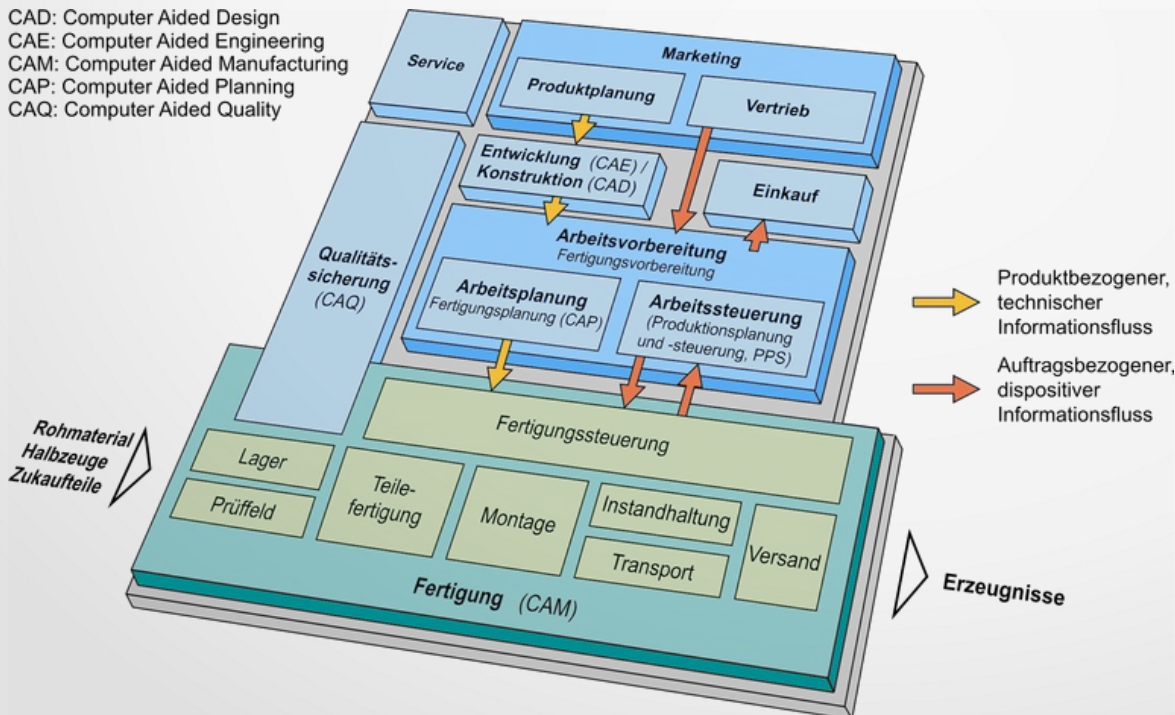 CAD: Computer Aided Design
CAE: Computer Aided Engineering
CAM: Computer Aided Manufacturing
CAP: Computer Aided Planning
CAQ: Computer Aided Quality
Service
Marketing
Produktplanung
Vertrieb
Entwicklung (CAE) /
Konstruktion (CAD)
Einkauf
Qualitäts-
sicherung
(CAQ)
Arbeitsvorbereitung
Fertigungsvorbereitung
Arbeitsplanung
Fertigungsplanung (CAP)
Arbeitssteuerung
(Produktionsplanung
und -steuerung, PPS)
Produktbezogener,
technischer
Informationsfluss
Auftragsbezogener,
dispositiver
Informationsfluss
Rohmaterial
Halbzeuge
Zukaufteile
Fertigungssteuerung
Lager
Prüffeld
Teile-
fertigung
Montage
Instandhaltung
Transport
Versand
Fertigung (CAM)
Erzeugnisse